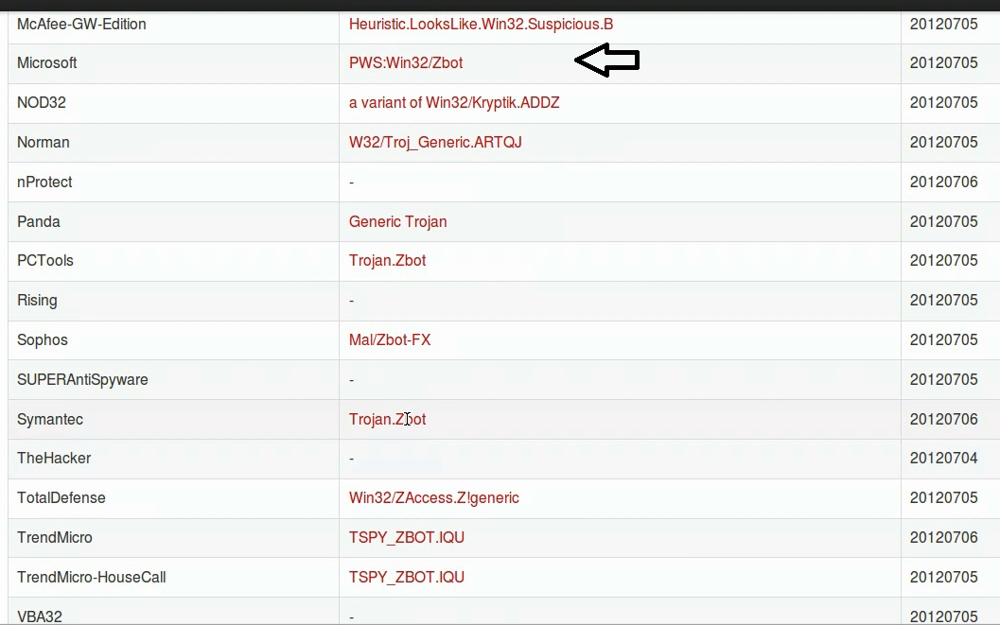 McAfee-GW-Edition Heuristic.LooksLike.Win32.Suspicious.B 20120705
Microsoft PWS:Win32/Zbot 20120705
NOD32 a variant of Win32/Kryptik.ADDZ 20120705
Norman W32/Troj_Generic.ARTQJ 20120705
nProtect - 20120706
Panda Generic Trojan 20120705
PCTools Trojan.Zbot 20120705
Rising - 20120705
Sophos Mal/Zbot-FX 20120705
SUPERAntiSpyware - 20120705
Symantec Trojan.Zbot 20120706
TheHacker - 20120704
TotalDefense Win32/ZAccess.Z!generic 20120705
TrendMicro TSPY_ZBOT.IQU 20120706
TrendMicro-HouseCall TSPY_ZBOT.IQU 20120705
VBA32 - 20120705